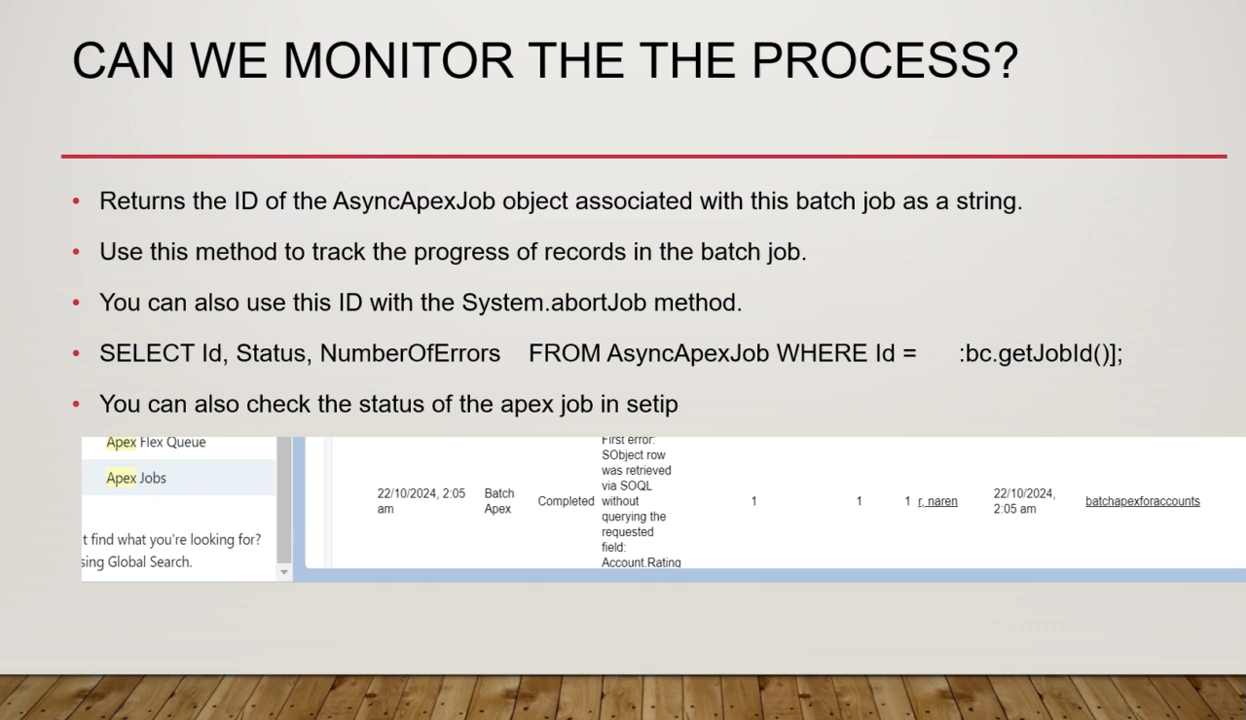 CAN WE MONITOR THE THE PROCESS?
• Returns the ID of the AsyncApexJob object associated with this batch job as a string.
• Use this method to track the progress of records in the batch job.
• You can also use this ID with the System.abortJob method.
• SELECT Id, Status, NumberOfErrors FROM AsyncApexJob WHERE Id = :bc.getJobId()];
• You can also check the status of the apex job in setip
Apex Flex Queue
Apex Jobs
t find what you're looking for?
sing Global Search.
22/10/2024, 2:05
am
Batch
Apex
Completed
First error:
SObject row
was retrieved
via SOQL
without
querying the
requested
field:
Account.Rating
1
1
1
r, naren
22/10/2024,
2:05 am
batchapexforaccounts